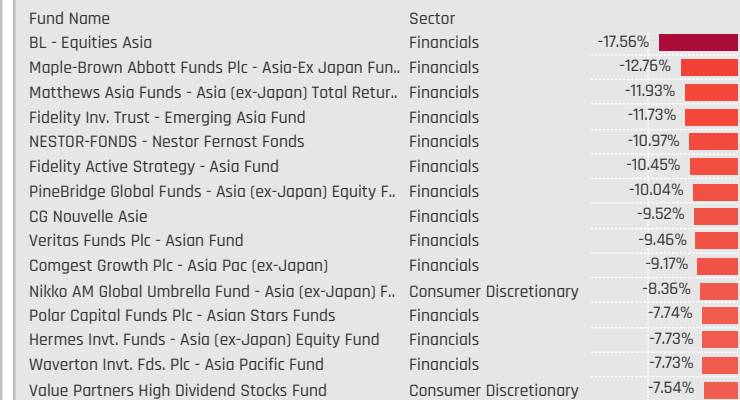 Fund Name Sector
BL - Equities Asia Financials -17.56%
Maple-Brown Abbott Funds Plc - Asia-Ex Japan Fun.. Financials -12.76%
Matthews Asia Funds - Asia (ex-Japan) Total Retur.. Financials -11.93%
Fidelity Inv. Trust - Emerging Asia Fund Financials -11.73%
NESTOR-FONDS - Nestor Fernost Fonds Financials -10.97%
Fidelity Active Strategy - Asia Fund Financials -10.45%
PineBridge Global Funds - Asia (ex-Japan) Equity F.. Financials -10.04%
CG Nouvelle Asie Financials -9.52%
Veritas Funds Plc - Asian Fund Financials -9.46%
Comgest Growth Plc - Asia Pac (ex-Japan) Financials -9.17%
Nikko AM Global Umbrella Fund - Asia (ex-Japan) F.. Consumer Discretionary -8.36%
Polar Capital Funds Plc - Asian Stars Funds Financials -7.74%
Hermes Invt. Funds - Asia (ex-Japan) Equity Fund Financials -7.73%
Waverton Invt. Fds. Plc - Asia Pacific Fund Financials -7.73%
Value Partners High Dividend Stocks Fund Consumer Discretionary -7.54%